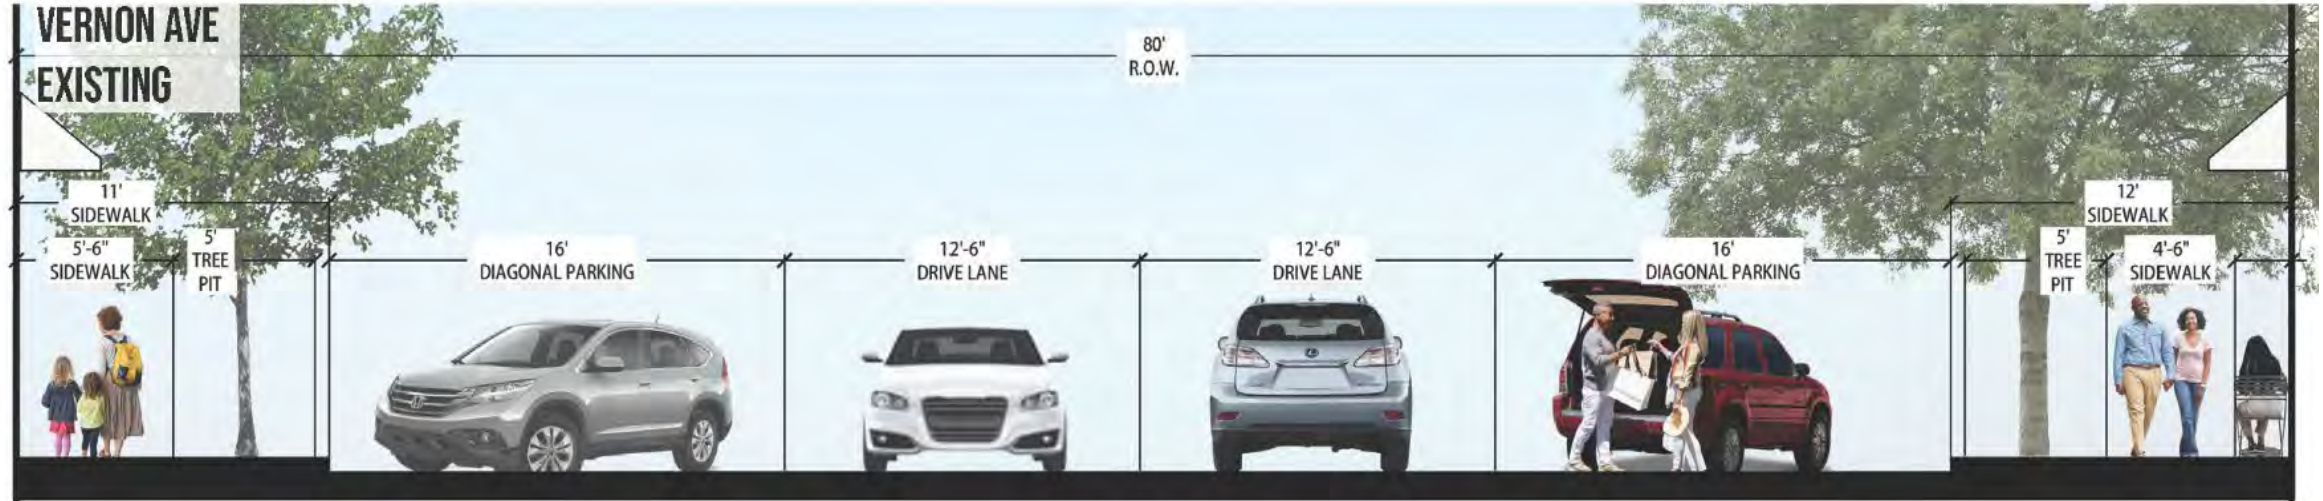 VERNON AVE
EXISTING
80'
R.O.W.
11'
SIDEWALK
12'
SIDEWALK
5'-6"
SIDEWALK
5'
TREE
PIT
16'
DIAGONAL PARKING
12'-6"
DRIVE LANE
12'-6"
DRIVE LANE
16'
DIAGONAL PARKING
5'
TREE
PIT
4'-6"
SIDEWALK